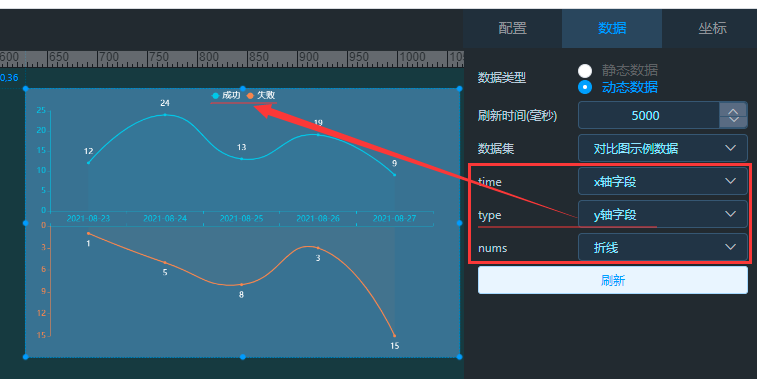 配置 数据 坐标
600 650 700 750 800 850 900 950 1000
0,36
成功 失败
25
20
15
10
5
0
12 24 13 19 9
2021-08-23 2021-08-24 2021-08-25 2021-08-26 2021-08-27
0
3
6
9
12
15
1 5 8 3 15
数据类型 静态数据
动态数据
刷新时间(毫秒) 5000
数据集 对比图示例数据
time x轴字段
type y轴字段
nums 折线
刷新